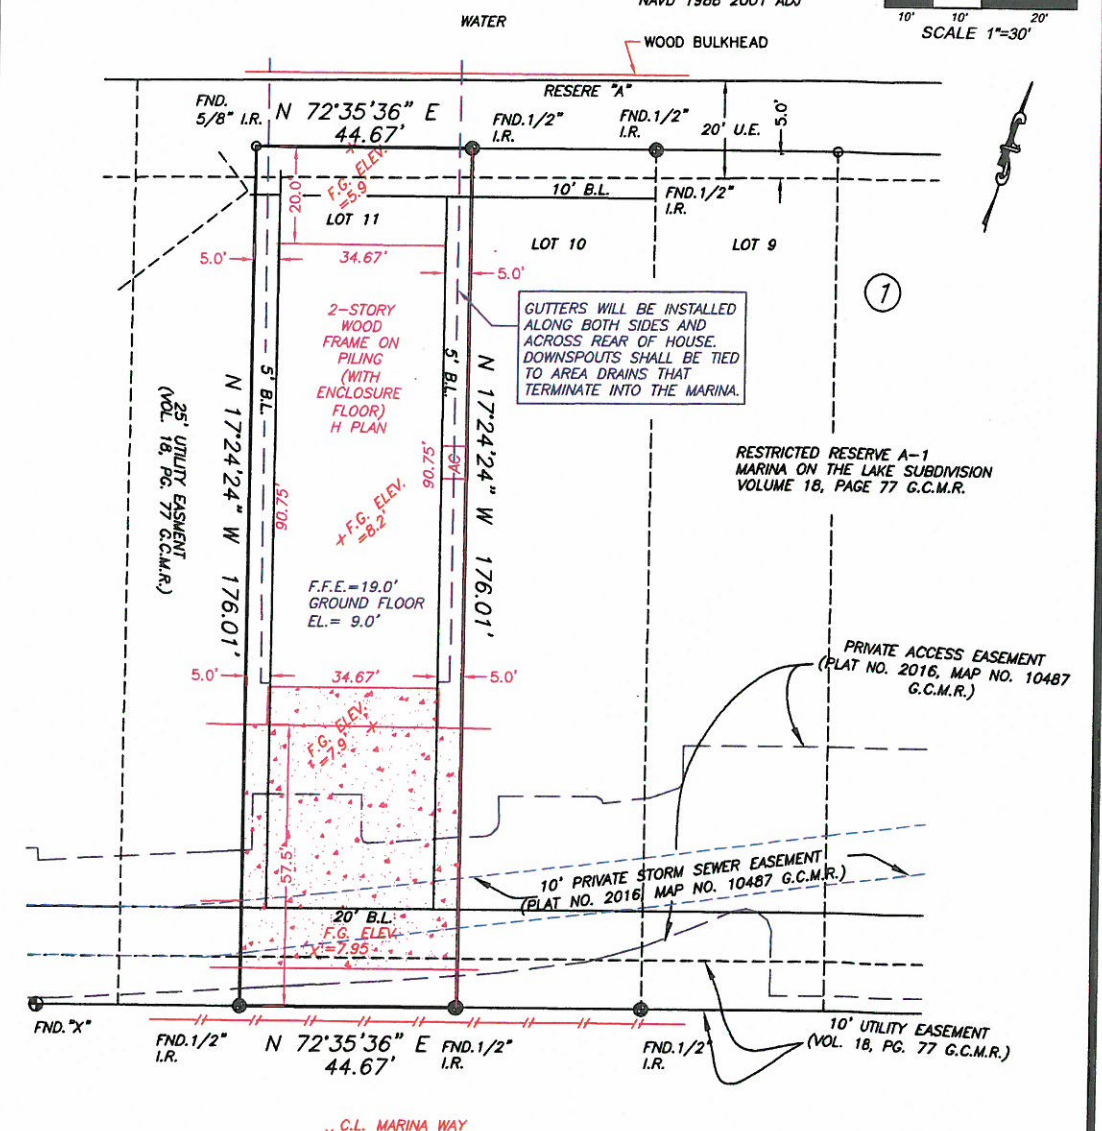 NAVD 1988 2001 ADJ
WATER
10' 10' 20'
SCALE 1"=30'
WOOD BULKHEAD
RESERE "A"
FND.
5/8" I.R.
N 72°35'36" E
44.67'
FND.1/2"
I.R.
FND.1/2"
I.R.
20' U.E.
5.0'
F.G. ELEV.
=5.9'
20.0'
10' B.L.
FND.1/2"
I.R.
LOT 11
LOT 10
LOT 9
5.0'
34.67'
5.0'
1
2-STORY
WOOD
FRAME ON
PILING
(WITH
ENCLOSURE
FLOOR)
H PLAN
GUTTERS WILL BE INSTALLED
ALONG BOTH SIDES AND
ACROSS REAR OF HOUSE.
DOWNSPOUTS SHALL BE TIED
TO AREA DRAINS THAT
TERMINATE INTO THE MARINA.
25' UTILITY EASMENT
(VOL. 18, PG. 77 G.C.M.R.)
N 17°24'24" W 176.01'
5' B.L.
5' B.L.
N 17°24'24" W 176.01'
90.75'
90.75'
AC
F.G. ELEV.
=8.2'
RESTRICTED RESERVE A-1
MARINA ON THE LAKE SUBDIVISION
VOLUME 18, PAGE 77 G.C.M.R.
F.F.E.=19.0'
GROUND FLOOR
EL.= 9.0'
5.0'
34.67'
5.0'
PRIVATE ACCESS EASEMENT
(PLAT NO. 2016, MAP NO. 10487
G.C.M.R.)
F.G. ELEV.
=7.9'
57.5'
10' PRIVATE STORM SEWER EASEMENT
(PLAT NO. 2016, MAP NO. 10487 G.C.M.R.)
20' B.L.
F.G. ELEV.
=7.95
FND."X"
FND.1/2"
I.R.
N 72°35'36" E
44.67'
FND.1/2"
I.R.
FND.1/2"
I.R.
10' UTILITY EASEMENT
(VOL. 18, PG. 77 G.C.M.R.)
C.L. MARINA WAY